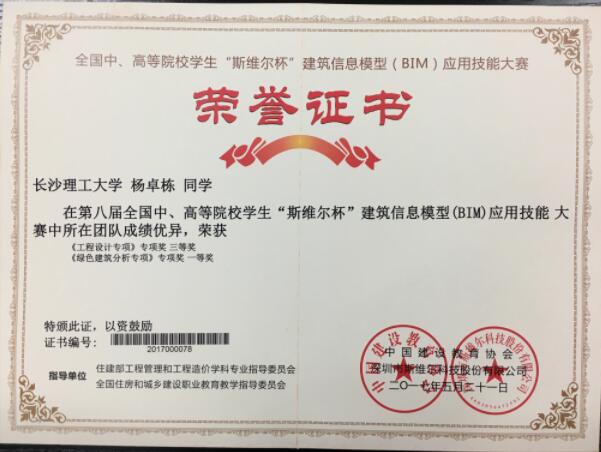 全国中、高等院校学生“斯维尔杯”建筑信息模型（BIM）应用技能大赛
荣誉证书
长沙理工大学 杨卓栋 同学
在第八届全国中、高等院校学生“斯维尔杯”建筑信息模型(BIM)应用技能 大
赛中所在团队成绩优异，荣获
《工程设计专项》专项奖 三等奖
《绿色建筑分析专项》专项奖 一等奖
特颁此证，以资鼓励
证书编号：
2017000078
指导单位
住建部工程管理和工程造价学科专业指导委员会
全国住房和城乡建设职业教育教学指导委员会
中国建设教育协会
深圳市斯维尔科技股份有限公司
二〇一七年五月二十一日